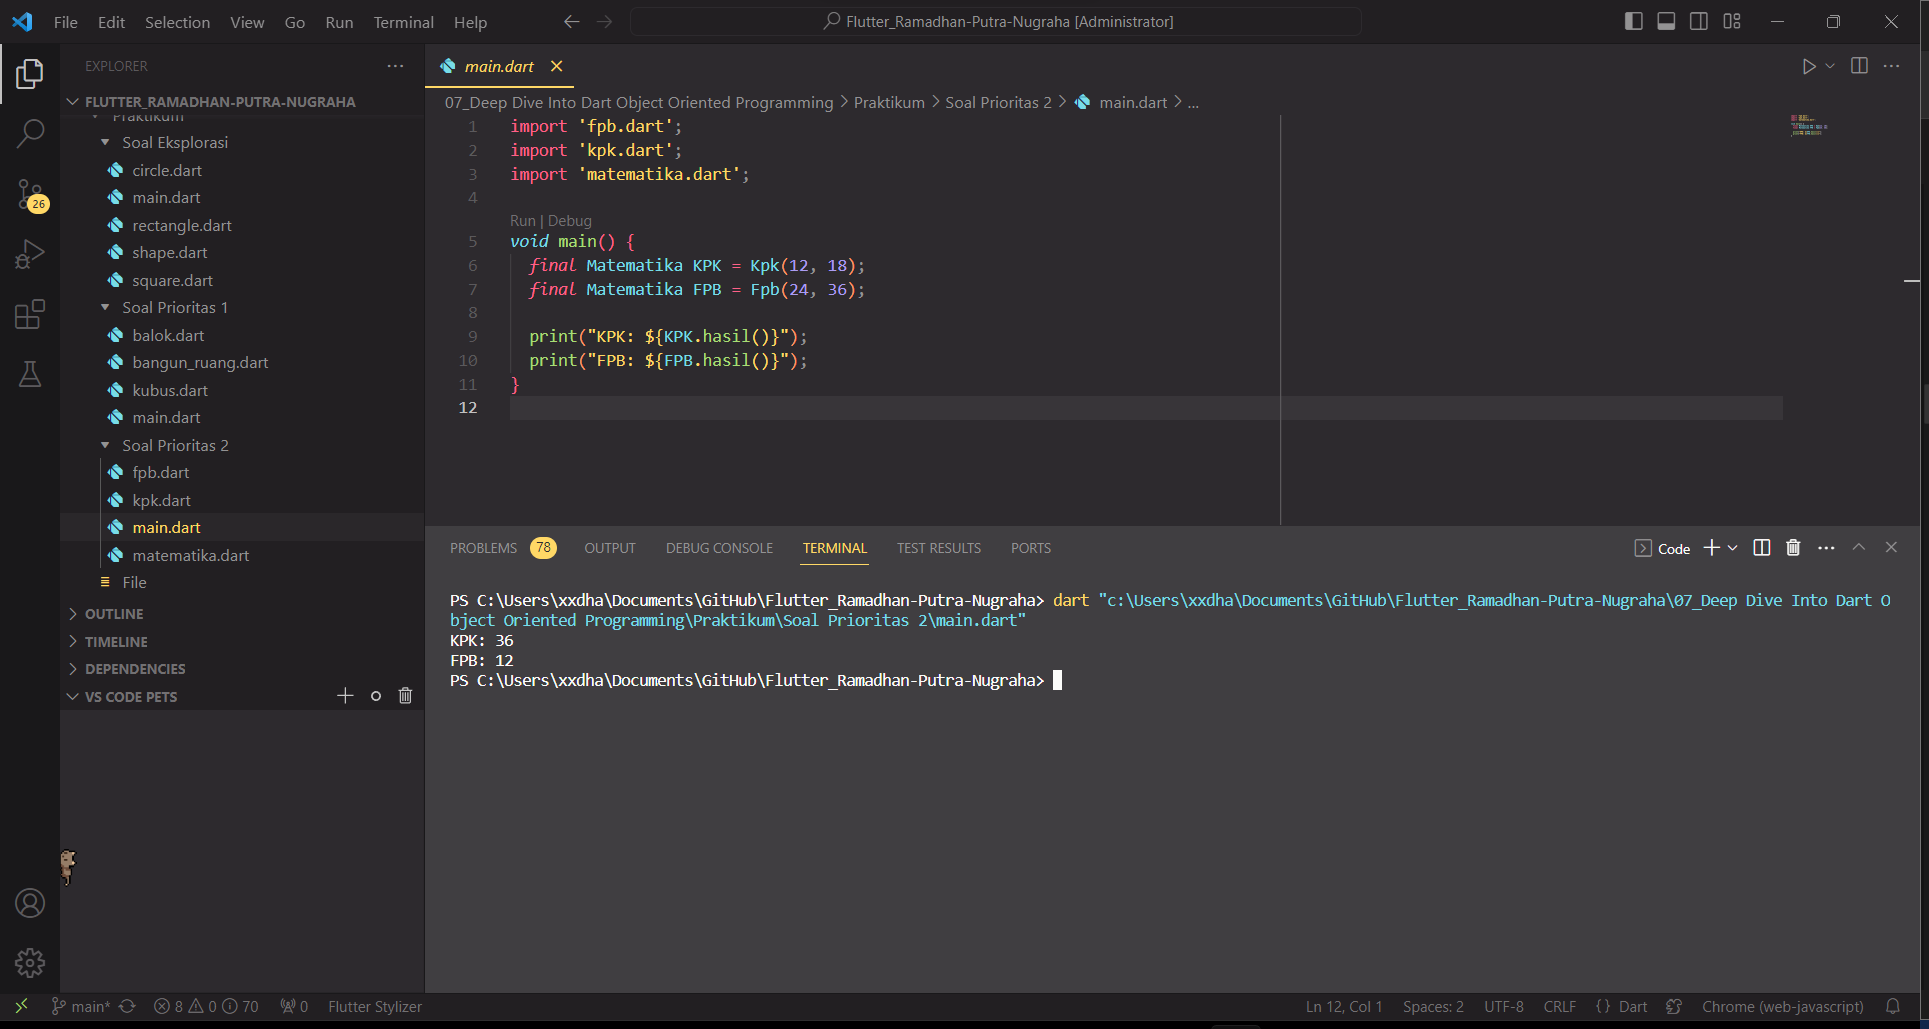 File Edit Selection View Go Run Terminal Help
Flutter_Ramadhan-Putra-Nugraha [Administrator]
EXPLORER
FLUTTER_RAMADHAN-PUTRA-NUGRAHA
Praktikum
Soal Eksplorasi
circle.dart
main.dart
rectangle.dart
shape.dart
square.dart
Soal Prioritas 1
balok.dart
bangun_ruang.dart
kubus.dart
main.dart
Soal Prioritas 2
fpb.dart
kpk.dart
main.dart
matematika.dart
File
OUTLINE
TIMELINE
DEPENDENCIES
VS CODE PETS
26
main.dart
07_Deep Dive Into Dart Object Oriented Programming > Praktikum > Soal Prioritas 2 > main.dart > ...
1 import 'fpb.dart';
2 import 'kpk.dart';
3 import 'matematika.dart';
4
Run | Debug
5 void main() {
6 final Matematika KPK = Kpk(12, 18);
7 final Matematika FPB = Fpb(24, 36);
8
9 print("KPK: ${KPK.hasil()}");
10 print("FPB: ${FPB.hasil()}");
11 }
12
PROBLEMS 78 OUTPUT DEBUG CONSOLE TERMINAL TEST RESULTS PORTS
Code
PS C:\Users\xxdha\Documents\GitHub\Flutter_Ramadhan-Putra-Nugraha> dart "c:\Users\xxdha\Documents\GitHub\Flutter_Ramadhan-Putra-Nugraha\07_Deep Dive Into Dart O
bject Oriented Programming\Praktikum\Soal Prioritas 2\main.dart"
KPK: 36
FPB: 12
PS C:\Users\xxdha\Documents\GitHub\Flutter_Ramadhan-Putra-Nugraha>
main* 8 0 70 0 Flutter Stylizer
Ln 12, Col 1 Spaces: 2 UTF-8 CRLF {} Dart Chrome (web-javascript)